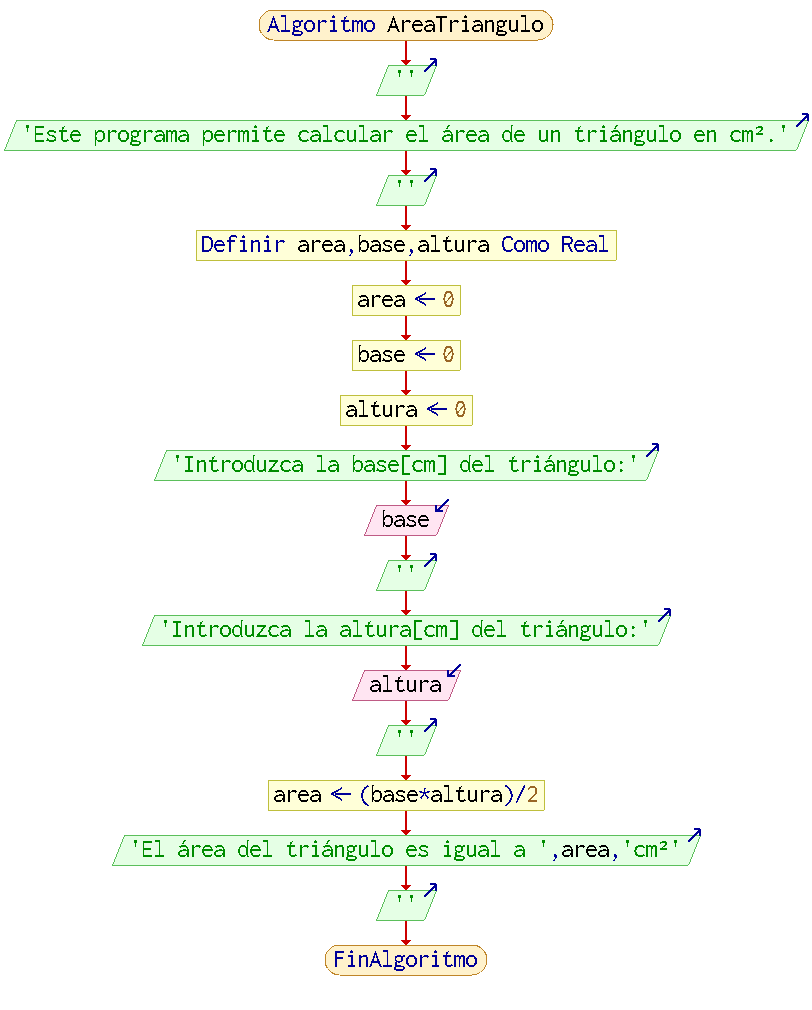 Algoritmo AreaTriangulo
''
'Este programa permite calcular el área de un triángulo en cm².'
''
Definir area,base,altura Como Real
area ← 0
base ← 0
altura ← 0
'Introduzca la base[cm] del triángulo:'
base
''
'Introduzca la altura[cm] del triángulo:'
altura
''
area ← (base*altura)/2
'El área del triángulo es igual a ',area,'cm²'
''
FinAlgoritmo